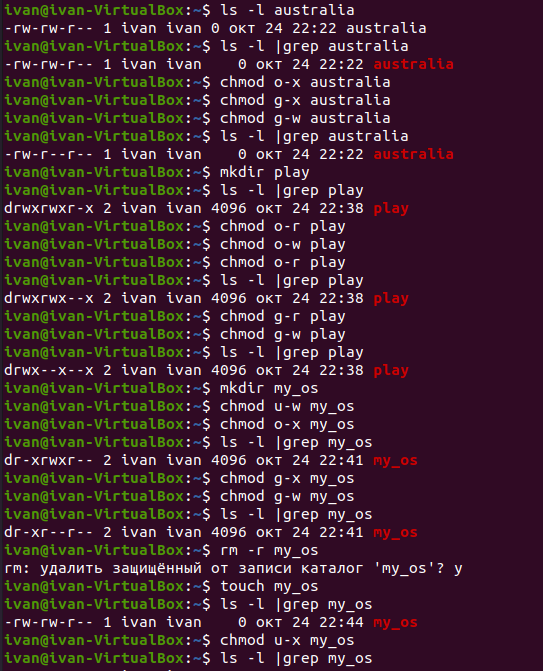 ivan@ivan-VirtualBox:~$ ls -l australia
-rw-rw-r-- 1 ivan ivan 0 окт 24 22:22 australia
ivan@ivan-VirtualBox:~$ ls -l |grep australia
-rw-rw-r-- 1 ivan ivan    0 окт 24 22:22 australia
ivan@ivan-VirtualBox:~$ chmod o-x australia
ivan@ivan-VirtualBox:~$ chmod g-x australia
ivan@ivan-VirtualBox:~$ chmod g-w australia
ivan@ivan-VirtualBox:~$ ls -l |grep australia
-rw-r--r-- 1 ivan ivan    0 окт 24 22:22 australia
ivan@ivan-VirtualBox:~$ mkdir play
ivan@ivan-VirtualBox:~$ ls -l |grep play
drwxrwxr-x 2 ivan ivan 4096 окт 24 22:38 play
ivan@ivan-VirtualBox:~$ chmod o-r play
ivan@ivan-VirtualBox:~$ chmod o-w play
ivan@ivan-VirtualBox:~$ chmod o-r play
ivan@ivan-VirtualBox:~$ ls -l |grep play
drwxrwx--x 2 ivan ivan 4096 окт 24 22:38 play
ivan@ivan-VirtualBox:~$ chmod g-r play
ivan@ivan-VirtualBox:~$ chmod g-w play
ivan@ivan-VirtualBox:~$ ls -l |grep play
drwx--x--x 2 ivan ivan 4096 окт 24 22:38 play
ivan@ivan-VirtualBox:~$ mkdir my_os
ivan@ivan-VirtualBox:~$ chmod u-w my_os
ivan@ivan-VirtualBox:~$ chmod o-x my_os
ivan@ivan-VirtualBox:~$ ls -l |grep my_os
dr-xrwxr-- 2 ivan ivan 4096 окт 24 22:41 my_os
ivan@ivan-VirtualBox:~$ chmod g-x my_os
ivan@ivan-VirtualBox:~$ chmod g-w my_os
ivan@ivan-VirtualBox:~$ ls -l |grep my_os
dr-xr--r-- 2 ivan ivan 4096 окт 24 22:41 my_os
ivan@ivan-VirtualBox:~$ rm -r my_os
rm: удалить защищённый от записи каталог 'my_os'? y
ivan@ivan-VirtualBox:~$ touch my_os
ivan@ivan-VirtualBox:~$ ls -l |grep my_os
-rw-rw-r-- 1 ivan ivan    0 окт 24 22:44 my_os
ivan@ivan-VirtualBox:~$ chmod u-x my_os
ivan@ivan-VirtualBox:~$ ls -l |grep my_os